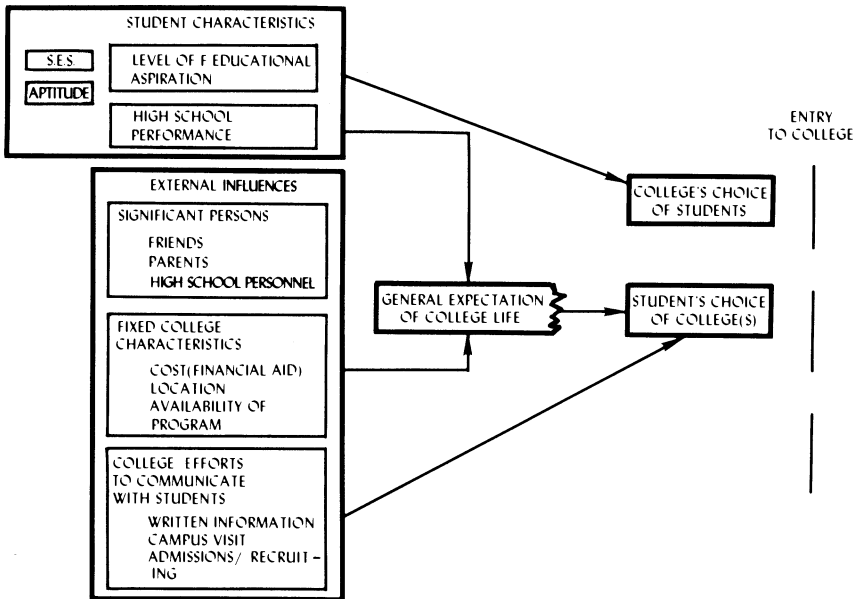 STUDENT CHARACTERISTICS
S.E.S.
APTITUDE
LEVEL OF F EDUCATIONAL
ASPIRATION
HIGH SCHOOL
PERFORMANCE
EXTERNAL INFLUENCES
SIGNIFICANT PERSONS
FRIENDS
PARENTS
HIGH SCHOOL PERSONNEL
FIXED COLLEGE
CHARACTERISTICS
COST(FINANCIAL AID)
LOCATION
AVAILABILITY OF
PROGRAM
COLLEGE EFFORTS
TO COMMUNICATE
WITH STUDENTS
WRITTEN INFORMATION
CAMPUS VISIT
ADMISSIONS/ RECRUIT-
ING
GENERAL EXPECTATION
OF COLLEGE LIFE
COLLEGE'S CHOICE
OF STUDENTS
STUDENT'S CHOICE
OF COLLEGE(S)
ENTRY
TO COLLEGE